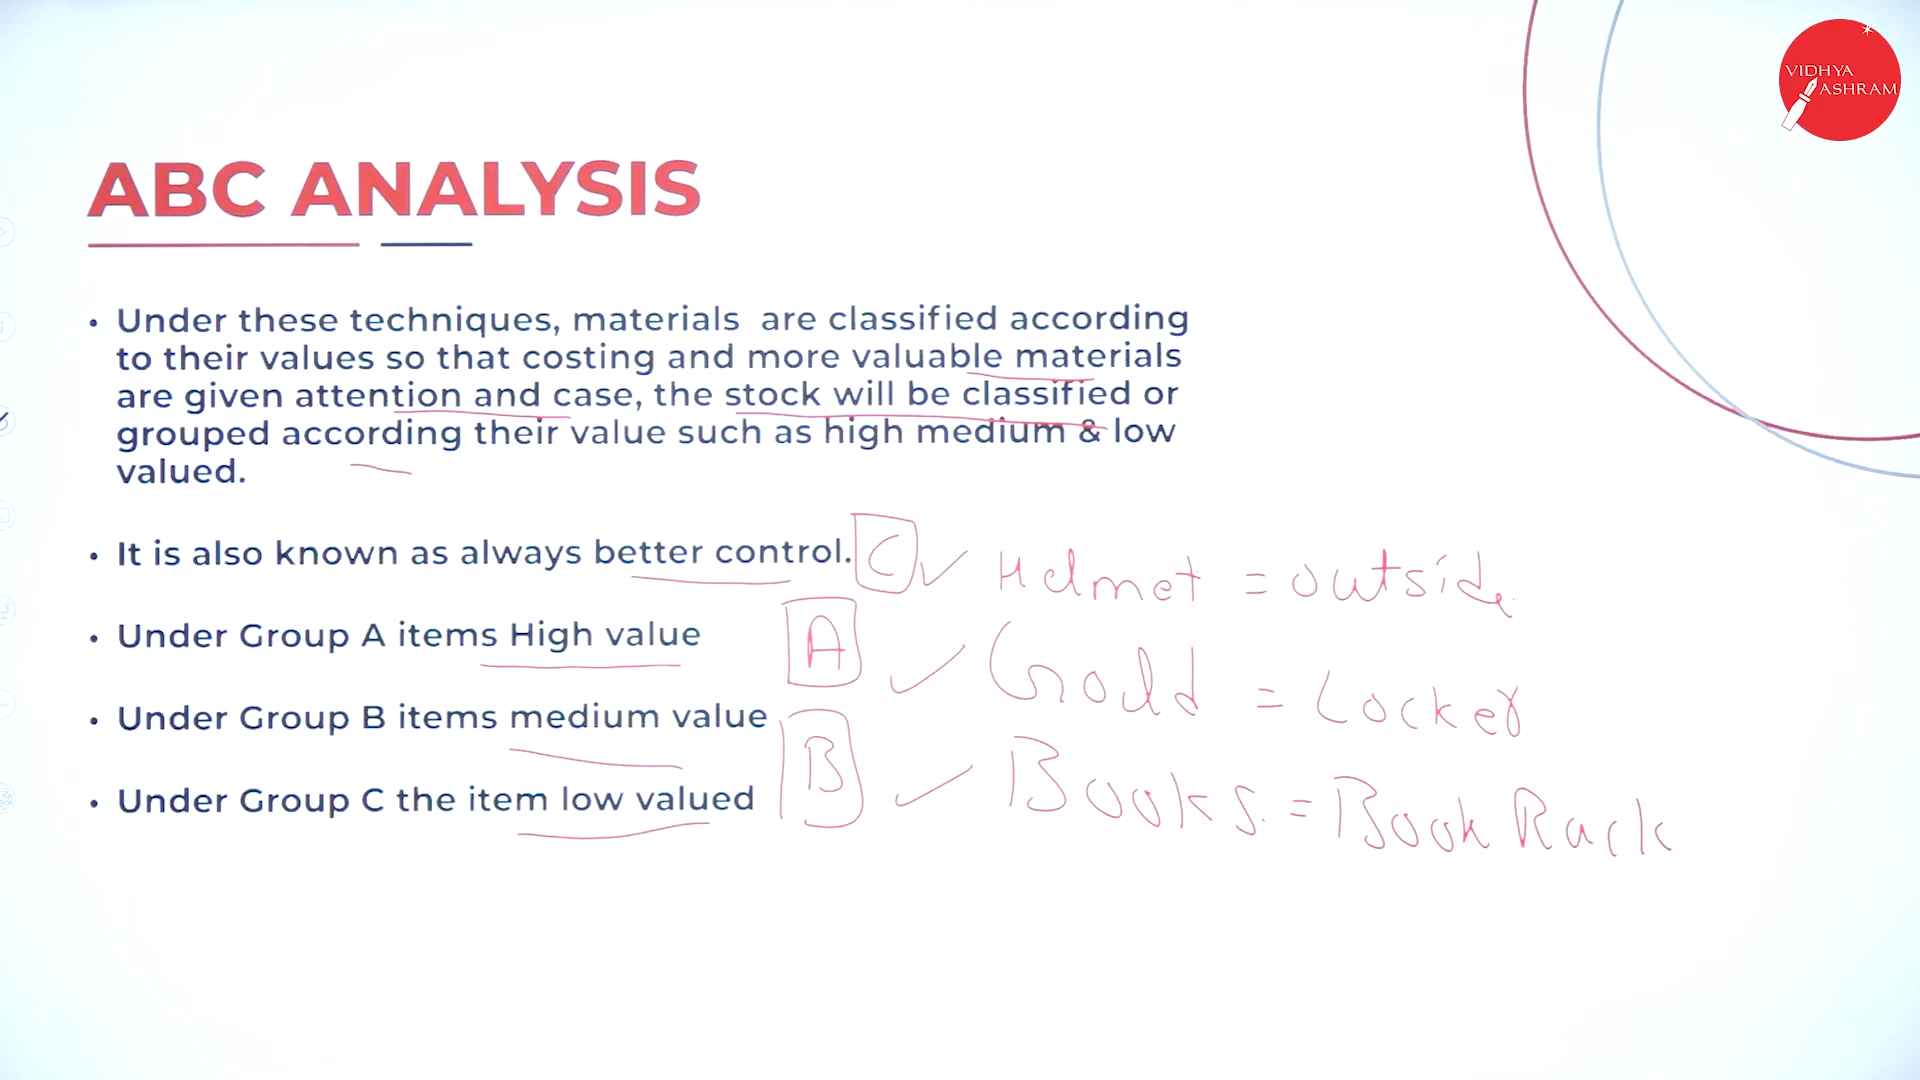 VIDHYA
ASHRAM
ABC ANALYSIS
• Under these techniques, materials are classified according
to their values so that costing and more valuable materials
are given attention and case, the stock will be classified or
grouped according their value such as high medium & low
valued.
• It is also known as always better control.
C Helmet = outside
• Under Group A items High value
A Gold = Locker
• Under Group B items medium value
B Books = Book Rack
• Under Group C the item low valued